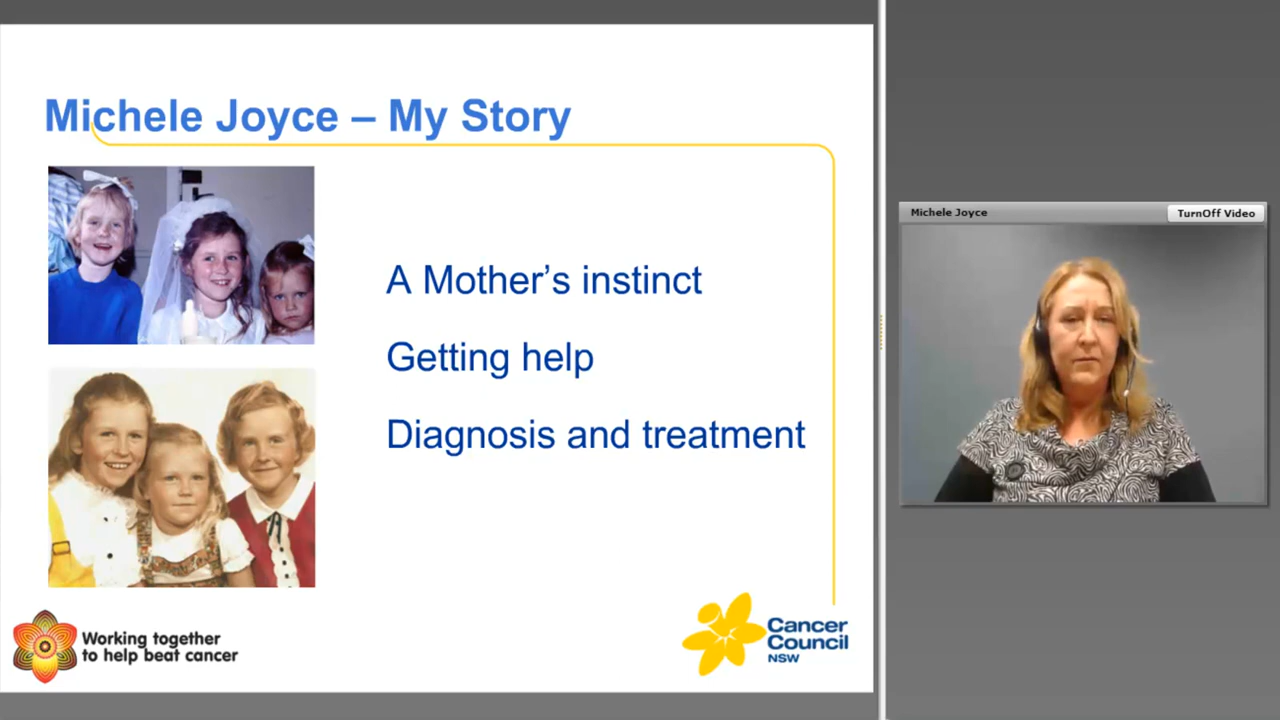 Michele Joyce – My Story
A Mother’s instinct
Getting help
Diagnosis and treatment
Working together
to help beat cancer
Cancer
Council
NSW
Michele Joyce
TurnOff Video